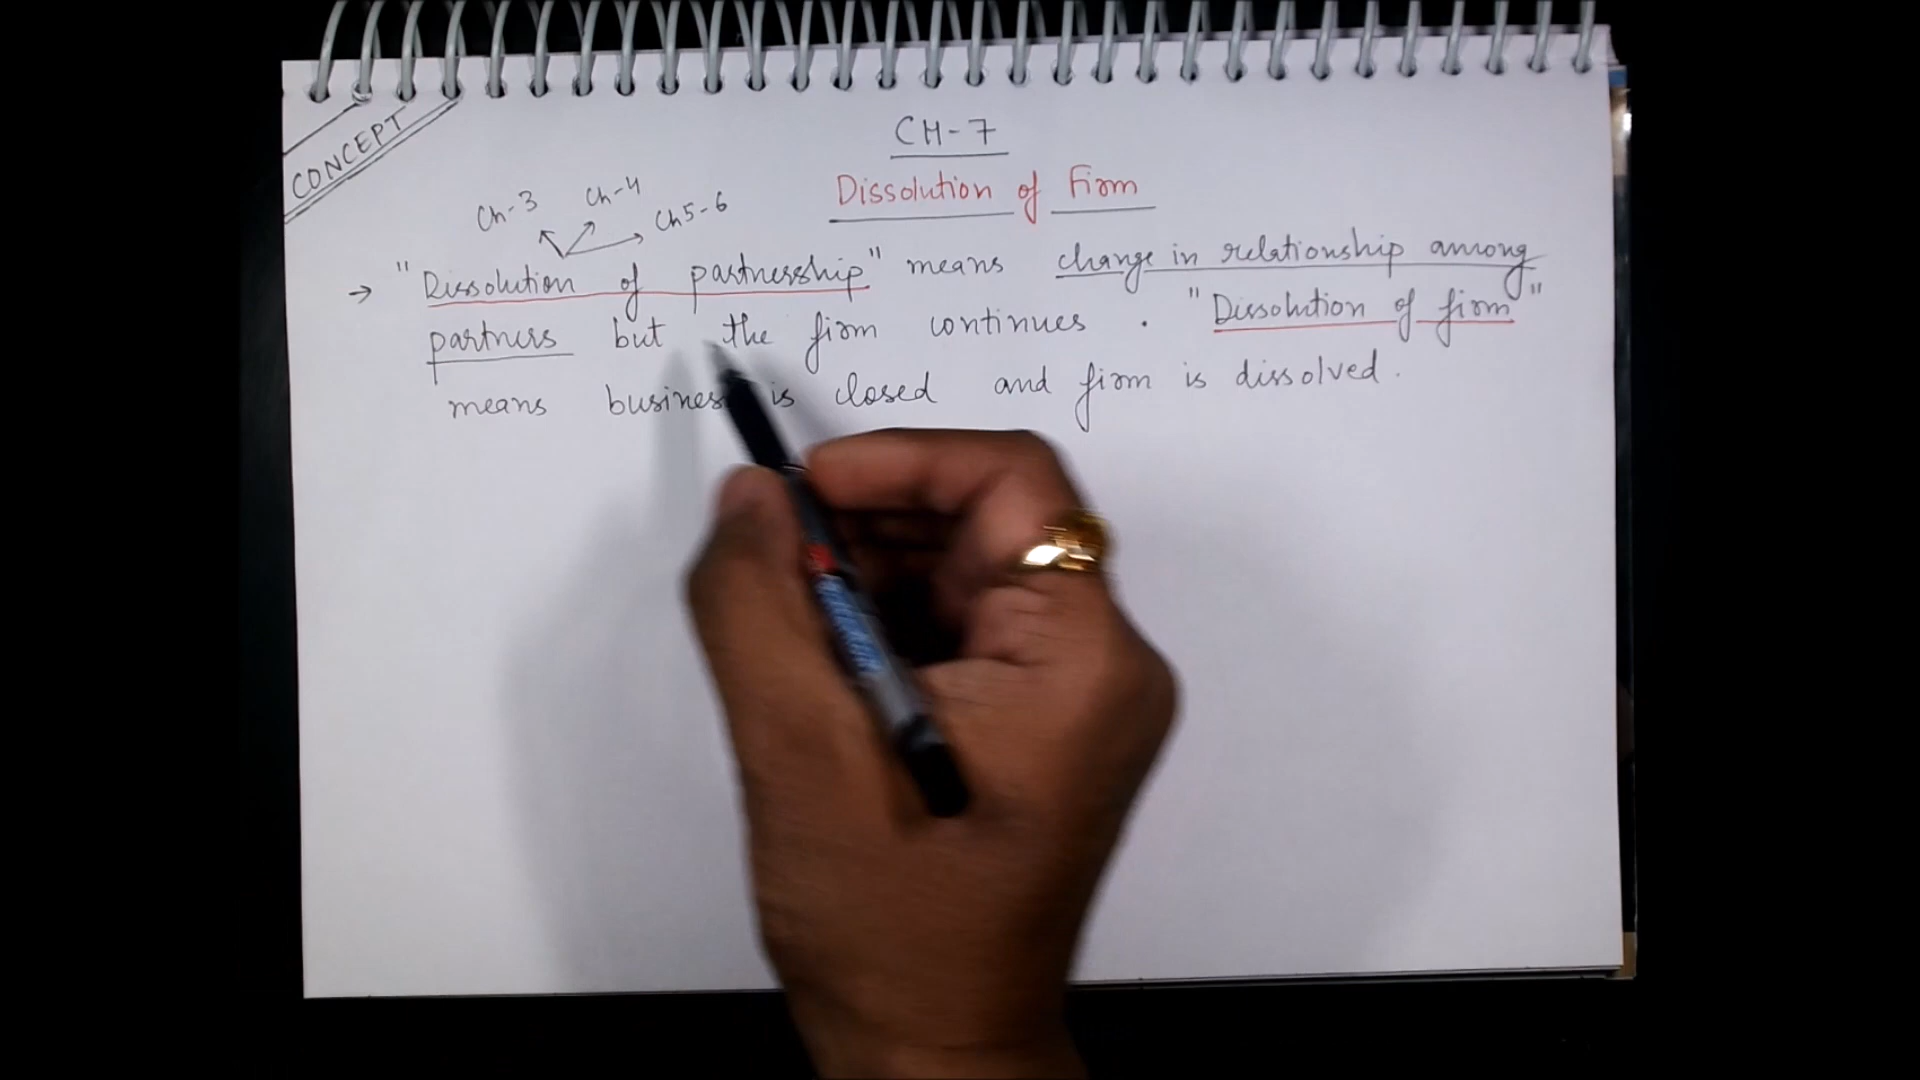 CONCEPT
CH-7
Dissolution of Firm
Ch-3 Ch-4 Ch5-6
→ "Dissolution of partnership" means change in relationship among
partners but the firm continues . "Dissolution of firm"
means business is closed and firm is dissolved.